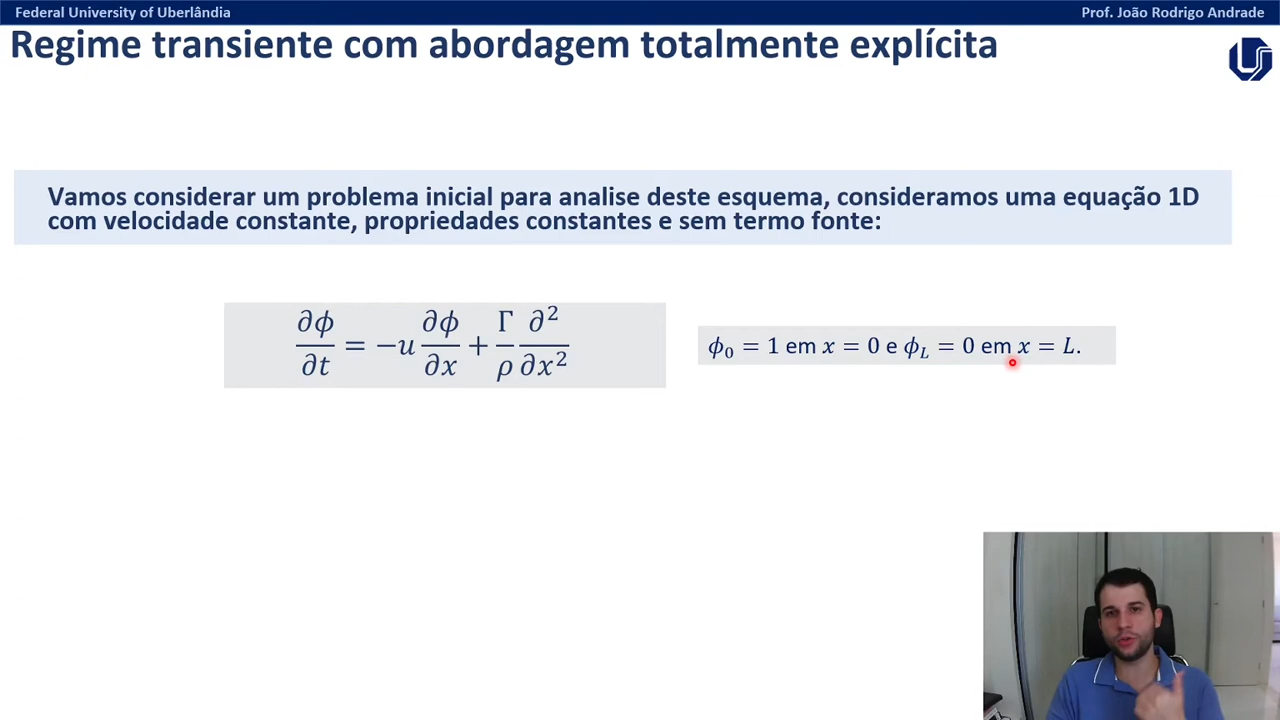 Federal University of Uberlândia
Prof. João Rodrigo Andrade
Regime transiente com abordagem totalmente explícita
Vamos considerar um problema inicial para analise deste esquema, consideramos uma equação 1D
com velocidade constante, propriedades constantes e sem termo fonte:
∂ϕ/∂t = −u ∂ϕ/∂x + Γ/ρ ∂²/∂x²
ϕ₀ = 1 em x = 0 e ϕ_L = 0 em x = L.